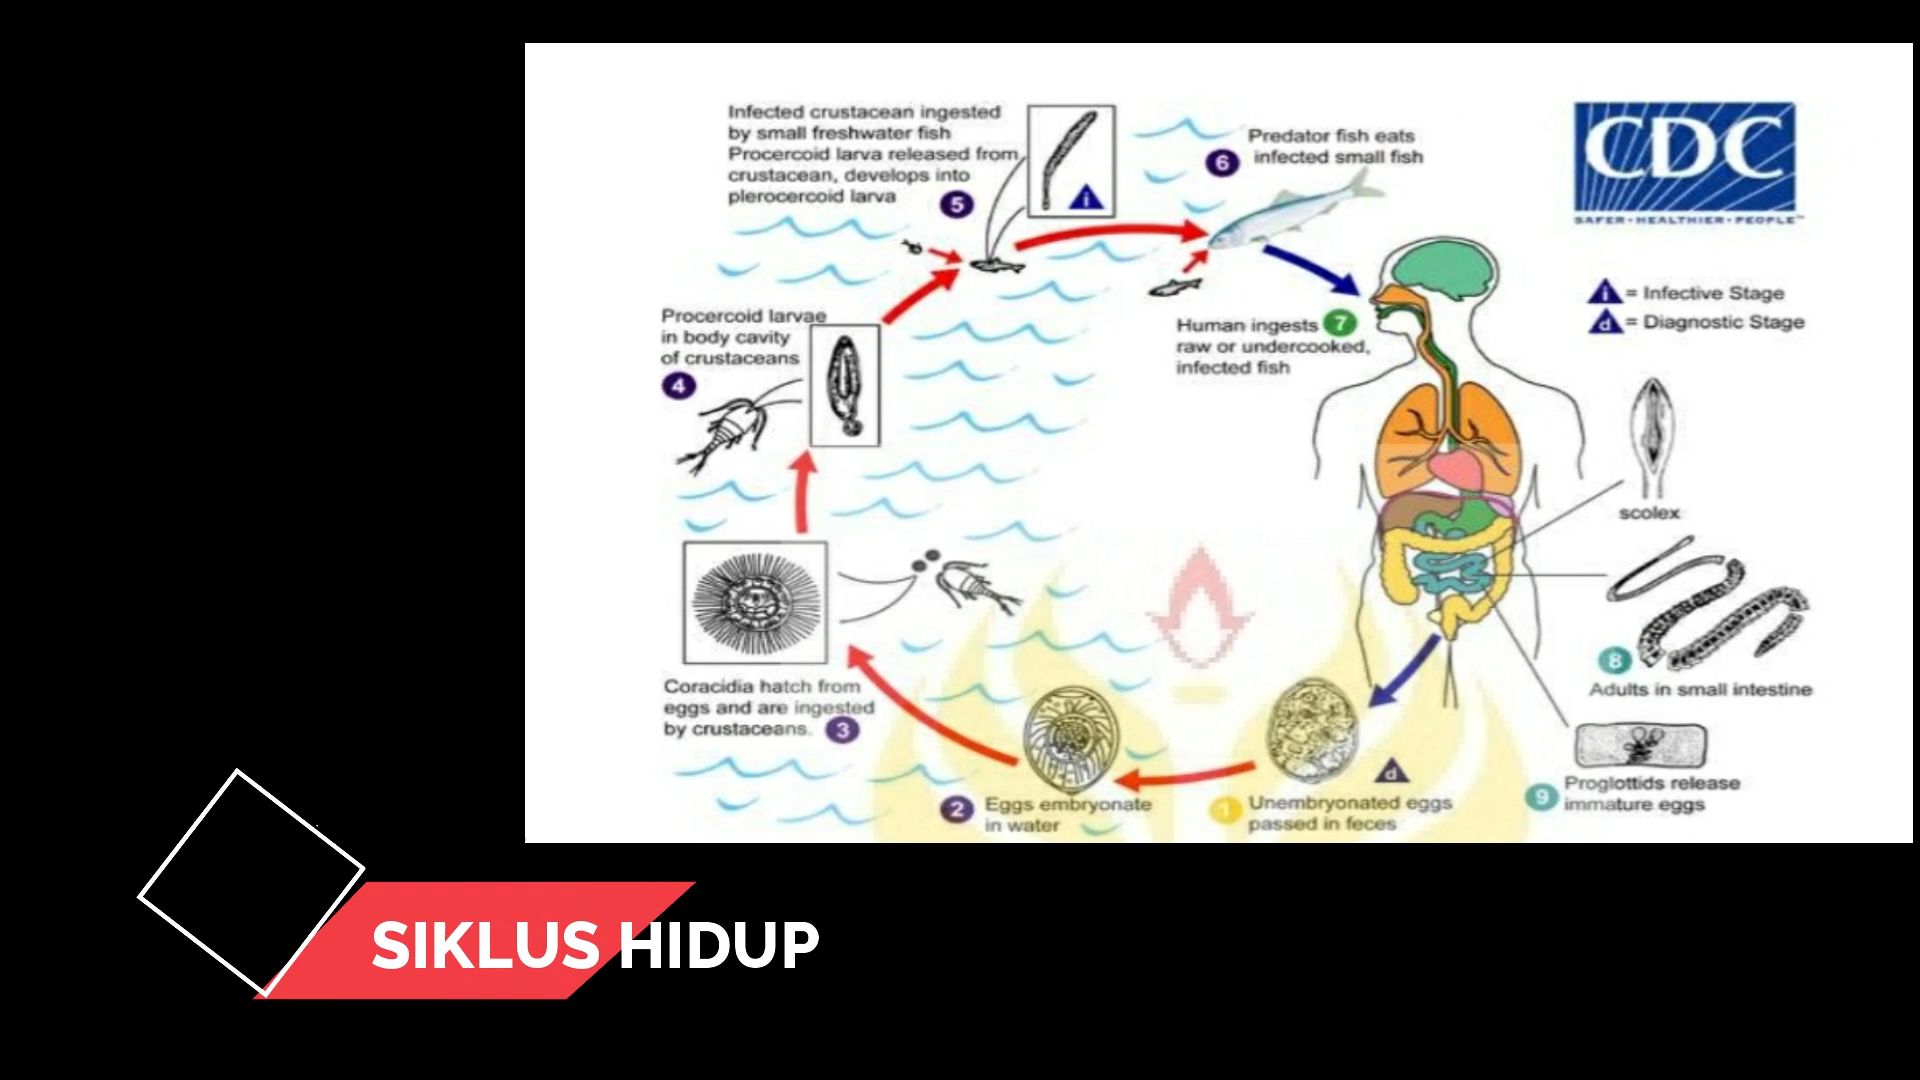 Infected crustacean ingested
by small freshwater fish
Procercoid larva released from
crustacean, develops into
plerocercoid larva
5
i
6
Predator fish eats
infected small fish
CDC
SAFER • HEALTHIER • PEOPLE™
i = Infective Stage
d = Diagnostic Stage
Procercoid larvae
in body cavity
of crustaceans
4
Human ingests 7
raw or undercooked,
infected fish
scolex
8
Adults in small intestine
Coracidia hatch from
eggs and are ingested
by crustaceans. 3
d
2 Eggs embryonate
in water
1 Unembryonated eggs
passed in feces
9 Proglottids release
immature eggs
SIKLUS HIDUP